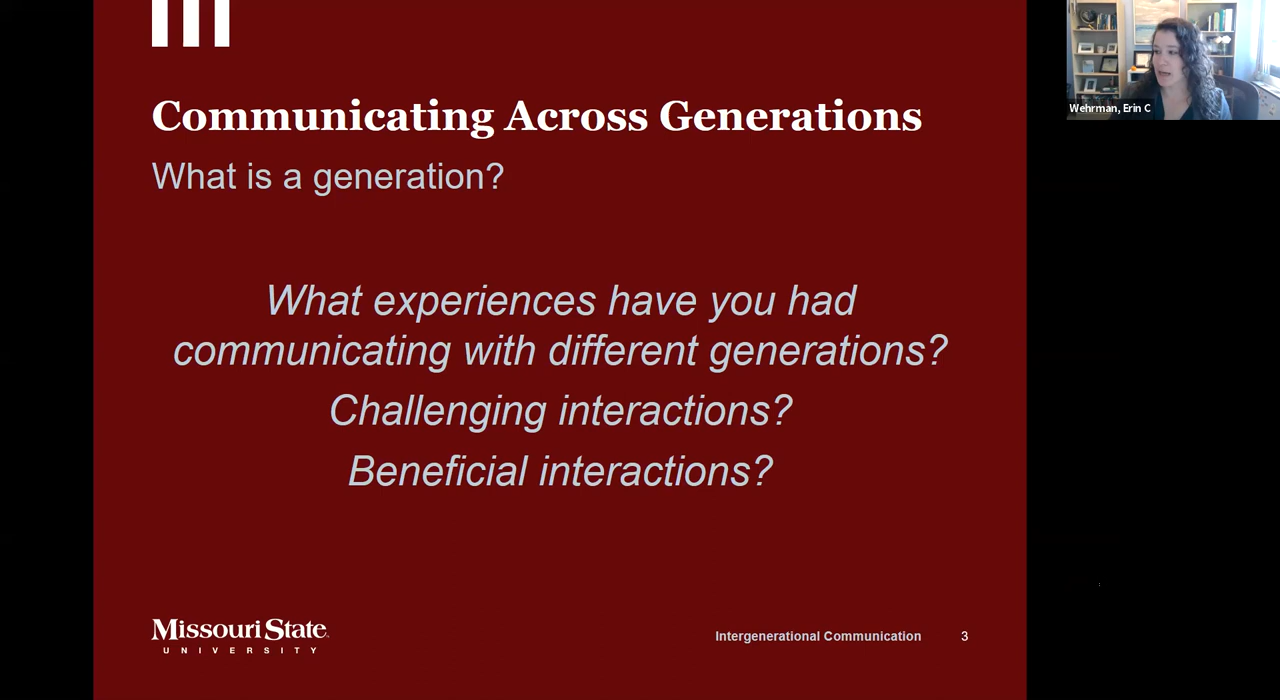 Communicating Across Generations
What is a generation?
What experiences have you had
communicating with different generations?
Challenging interactions?
Beneficial interactions?
Missouri State
UNIVERSITY
Intergenerational Communication 3
Wehrman, Erin C